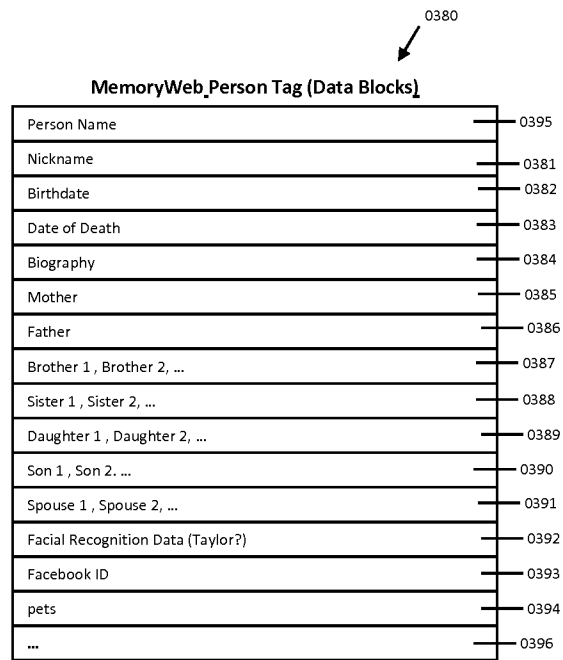 0380
MemoryWeb Person Tag (Data Blocks)
Person Name 0395
Nickname 0381
Birthdate 0382
Date of Death 0383
Biography 0384
Mother 0385
Father 0386
Brother 1 , Brother 2, ... 0387
Sister 1 , Sister 2, ... 0388
Daughter 1 , Daughter 2, ... 0389
Son 1 , Son 2. ... 0390
Spouse 1 , Spouse 2, ... 0391
Facial Recognition Data (Taylor?) 0392
Facebook ID 0393
pets 0394
... 0396